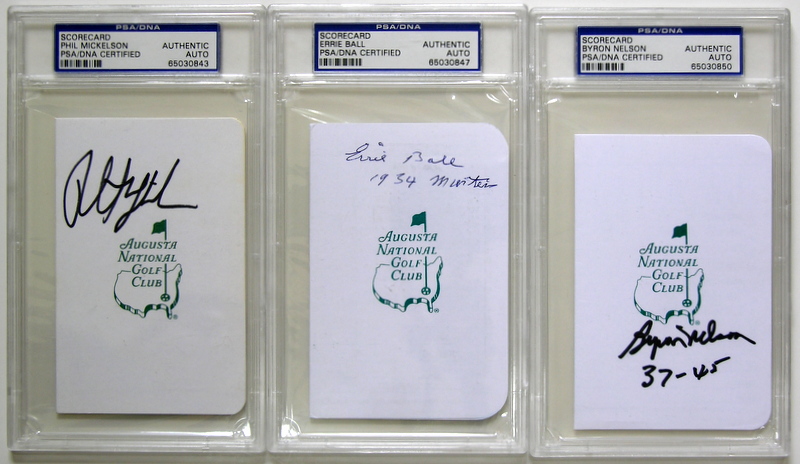 PSA/DNA
SCORECARD
PHIL MICKELSON
PSA/DNA CERTIFIED
AUTHENTIC
AUTO
65030843
AUGUSTA
NATIONAL
GOLF
CLUB
®
PSA/DNA
SCORECARD
ERRIE BALL
PSA/DNA CERTIFIED
AUTHENTIC
AUTO
65030847
Errie Ball
1934 Masters
AUGUSTA
NATIONAL
GOLF
CLUB
®
PSA/DNA
SCORECARD
BYRON NELSON
PSA/DNA CERTIFIED
AUTHENTIC
AUTO
65030850
AUGUSTA
NATIONAL
GOLF
CLUB
Byron Nelson
37-45